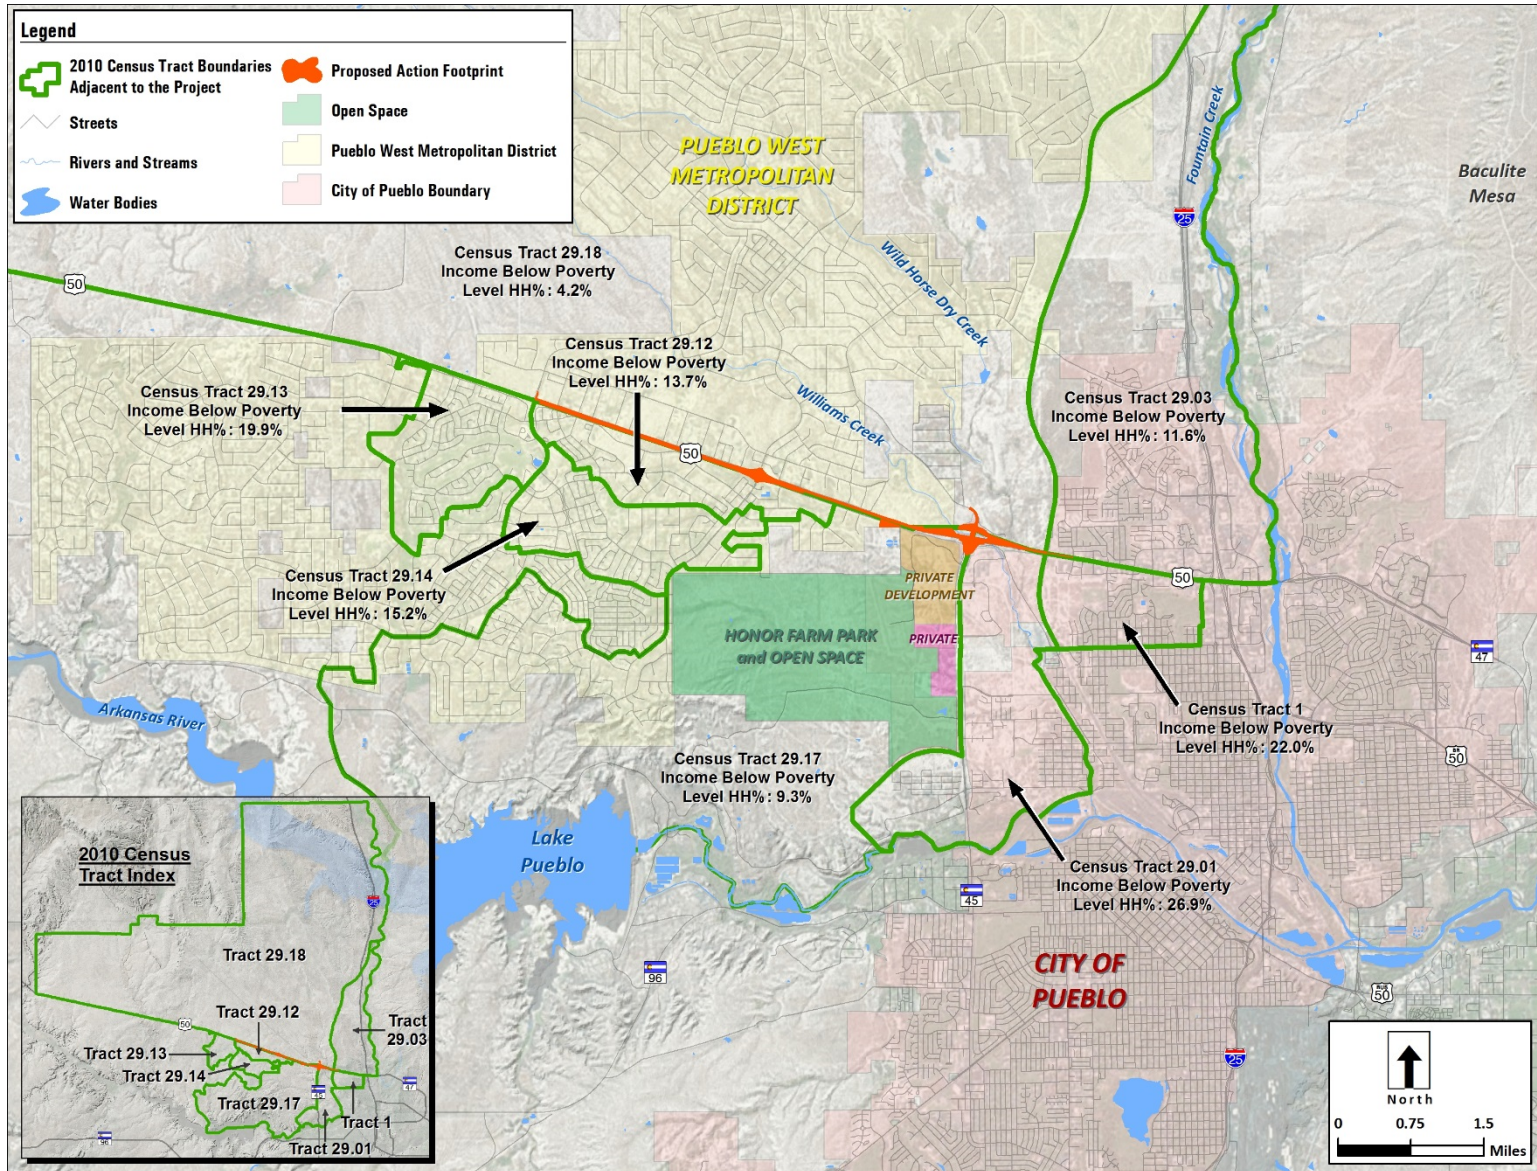 Legend
2010 Census Tract Boundaries
Adjacent to the Project
Streets
Rivers and Streams
Water Bodies
Proposed Action Footprint
Open Space
Pueblo West Metropolitan District
City of Pueblo Boundary
PUEBLO WEST
METROPOLITAN
DISTRICT
Fountain Creek
25
Baculite
Mesa
50
Census Tract 29.18
Income Below Poverty
Level HH%: 4.2%
Wild Horse Dry Creek
Census Tract 29.12
Income Below Poverty
Level HH%: 13.7%
Census Tract 29.13
Income Below Poverty
Level HH%: 19.9%
Williams Creek
Census Tract 29.03
Income Below Poverty
Level HH%: 11.6%
50
Census Tract 29.14
Income Below Poverty
Level HH%: 15.2%
PRIVATE
DEVELOPMENT
50
HONOR FARM PARK
and OPEN SPACE
PRIVATE
47
Arkansas River
Census Tract 1
Income Below Poverty
Level HH%: 22.0%
BR
50
Census Tract 29.17
Income Below Poverty
Level HH%: 9.3%
Lake
Pueblo
Census Tract 29.01
Income Below Poverty
Level HH%: 26.9%
45
96
CITY OF
PUEBLO
BUS
50
25
2010 Census
Tract Index
25
Tract 29.18
50
Tract 29.12
Tract
29.03
Tract 29.13
Tract 29.14
47
45
Tract 29.17
Tract 1
Tract 29.01
96
North
0 0.75 1.5
Miles